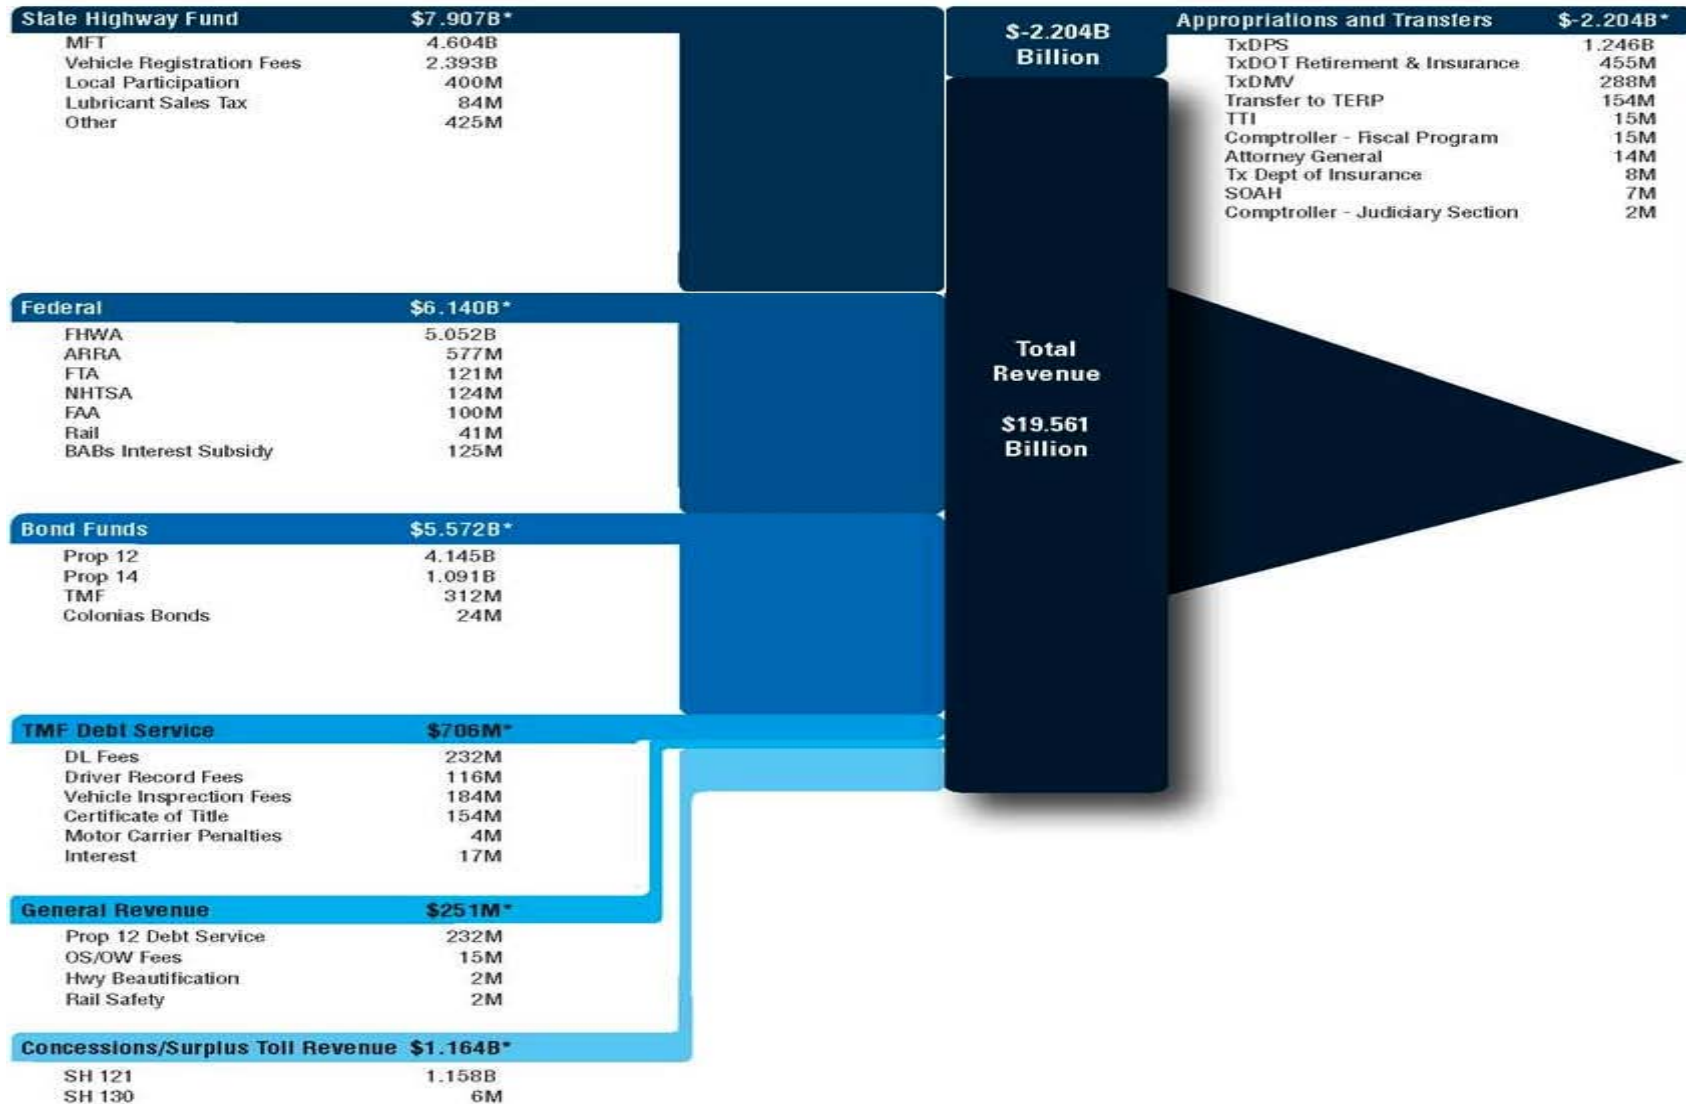 State Highway Fund $7.907B*
MFT 4.604B
Vehicle Registration Fees 2.393B
Local Participation 400M
Lubricant Sales Tax 84M
Other 425M
Federal $6.140B*
FHWA 5.052B
ARRA 577M
FTA 121M
NHTSA 124M
FAA 100M
Rail 41M
BABs Interest Subsidy 125M
Bond Funds $5.572B*
Prop 12 4.145B
Prop 14 1.091B
TMF 312M
Colonias Bonds 24M
TMF Debt Service $706M*
DL Fees 232M
Driver Record Fees 116M
Vehicle Insprection Fees 184M
Certificate of Title 154M
Motor Carrier Penalties 4M
Interest 17M
General Revenue $251M*
Prop 12 Debt Service 232M
OS/OW Fees 15M
Hwy Beautification 2M
Rail Safety 2M
Concessions/Surplus Toll Revenue $1.164B*
SH 121 1.158B
SH 130 6M
$-2.204B
Billion
Total
Revenue
$19.561
Billion
Appropriations and Transfers $-2.204B*
TxDPS 1.246B
TxDOT Retirement & Insurance 455M
TxDMV 288M
Transfer to TERP 154M
TTI 15M
Comptroller - Fiscal Program 15M
Attorney General 14M
Tx Dept of Insurance 8M
SOAH 7M
Comptroller - Judiciary Section 2M